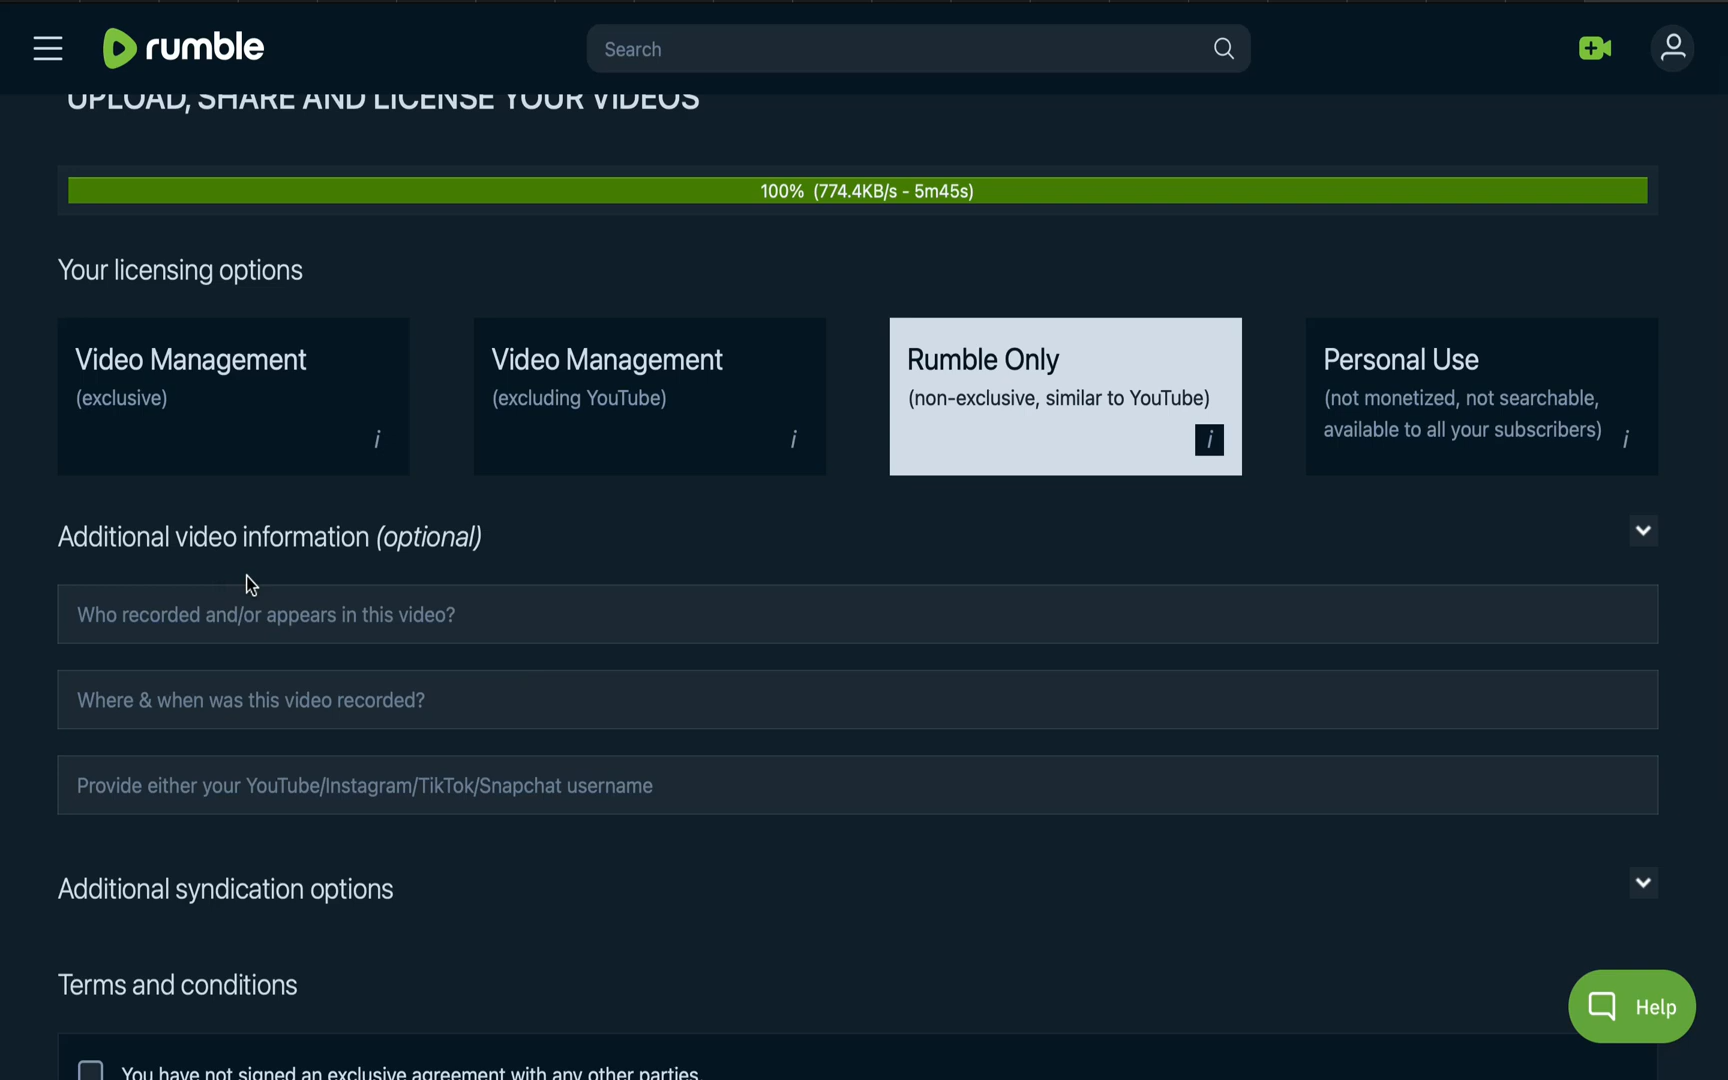 rumble
Search
UPLOAD, SHARE AND LICENSE YOUR VIDEOS
100% (774.4KB/s - 5m45s)
Your licensing options
Video Management
(exclusive)
i
Video Management
(excluding YouTube)
i
Rumble Only
(non-exclusive, similar to YouTube)
i
Personal Use
(not monetized, not searchable,
available to all your subscribers)
i
Additional video information (optional)
Who recorded and/or appears in this video?
Where & when was this video recorded?
Provide either your YouTube/Instagram/TikTok/Snapchat username
Additional syndication options
Terms and conditions
Help
You have not signed an exclusive agreement with any other parties.